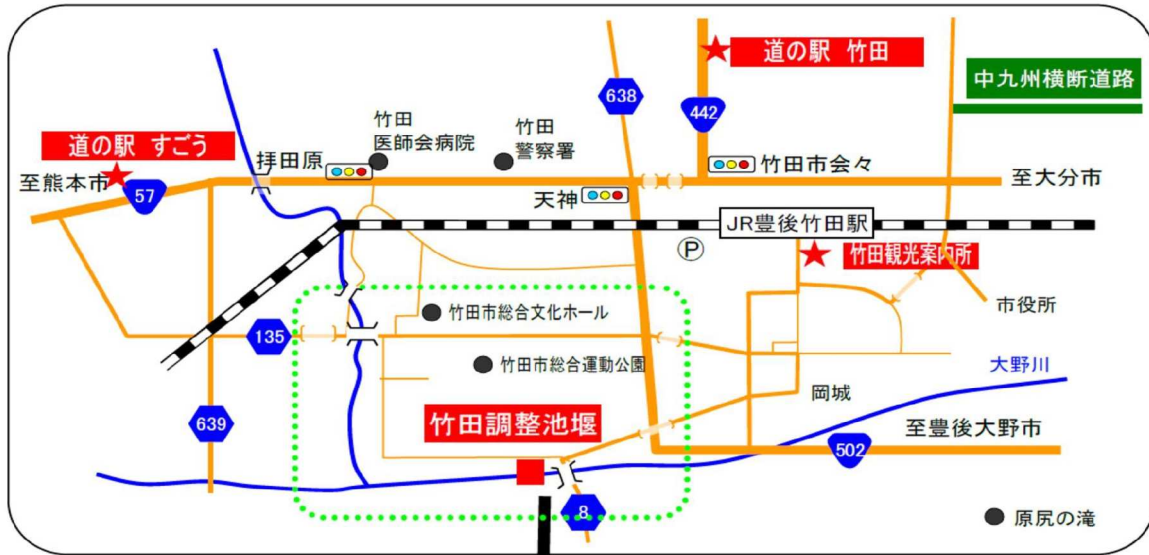 道の駅 竹田
638
中九州横断道路
442
竹田
医師会病院
竹田
警察署
道の駅 すごう
拝田原
竹田市会々
至熊本市
57
至大分市
天神
JR豊後竹田駅
P
竹田観光案内所
市役所
竹田市総合文化ホール
135
竹田市総合運動公園
大野川
岡城
639
竹田調整池堰
至豊後大野市
502
8
原尻の滝